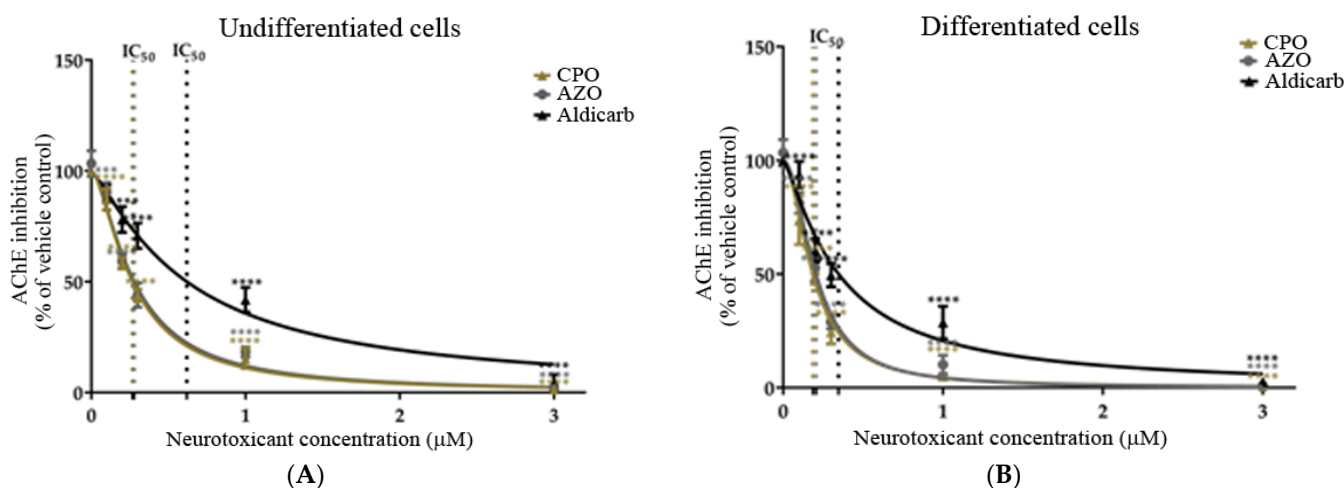 Undifferentiated cells
IC50 IC50
150
CPO
AZO
Aldicarb
100
50
0
AChE inhibition
(% of vehicle control)
0 1 2 3
Neurotoxicant concentration (μM)
(A)
Differentiated cells
IC50
150
CPO
AZO
Aldicarb
100
50
0
AChE inhibition
(% of vehicle control)
0 1 2 3
Neurotoxicant concentration (μM)
(B)